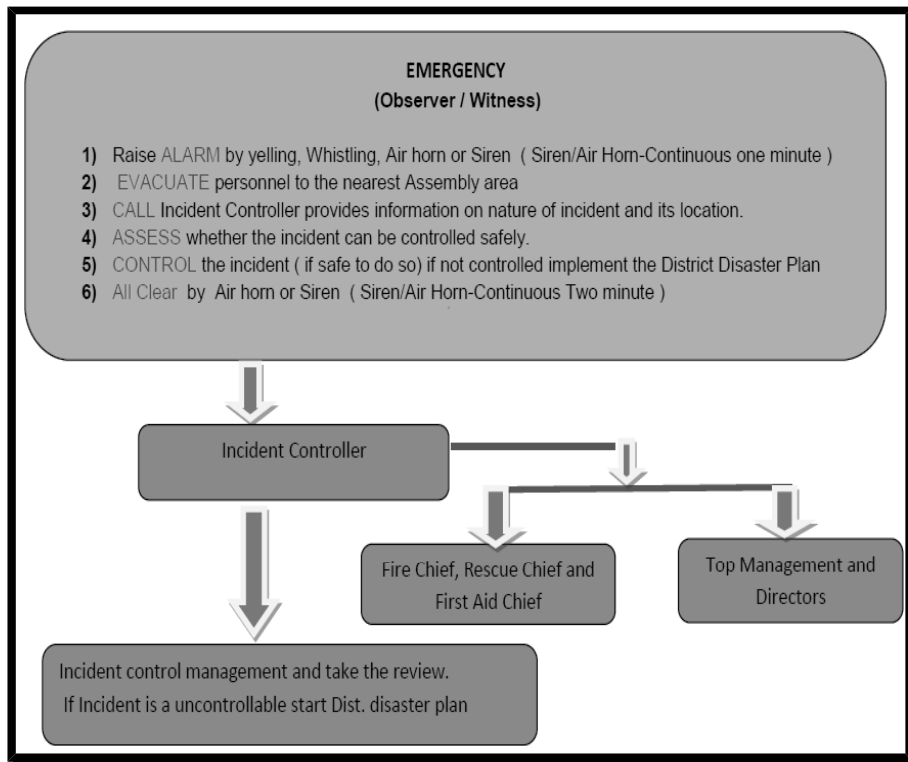 EMERGENCY
(Observer / Witness)
1) Raise ALARM by yelling, Whistling, Air horn or Siren ( Siren/Air Horn-Continuous one minute )
2) EVACUATE personnel to the nearest Assembly area
3) CALL Incident Controller provides information on nature of incident and its location.
4) ASSESS whether the incident can be controlled safely.
5) CONTROL the incident ( if safe to do so) if not controlled implement the District Disaster Plan
6) All Clear by Air horn or Siren ( Siren/Air Horn-Continuous Two minute )
Incident Controller
Fire Chief, Rescue Chief and
First Aid Chief
Top Management and
Directors
Incident control management and take the review.
If Incident is a uncontrollable start Dist. disaster plan